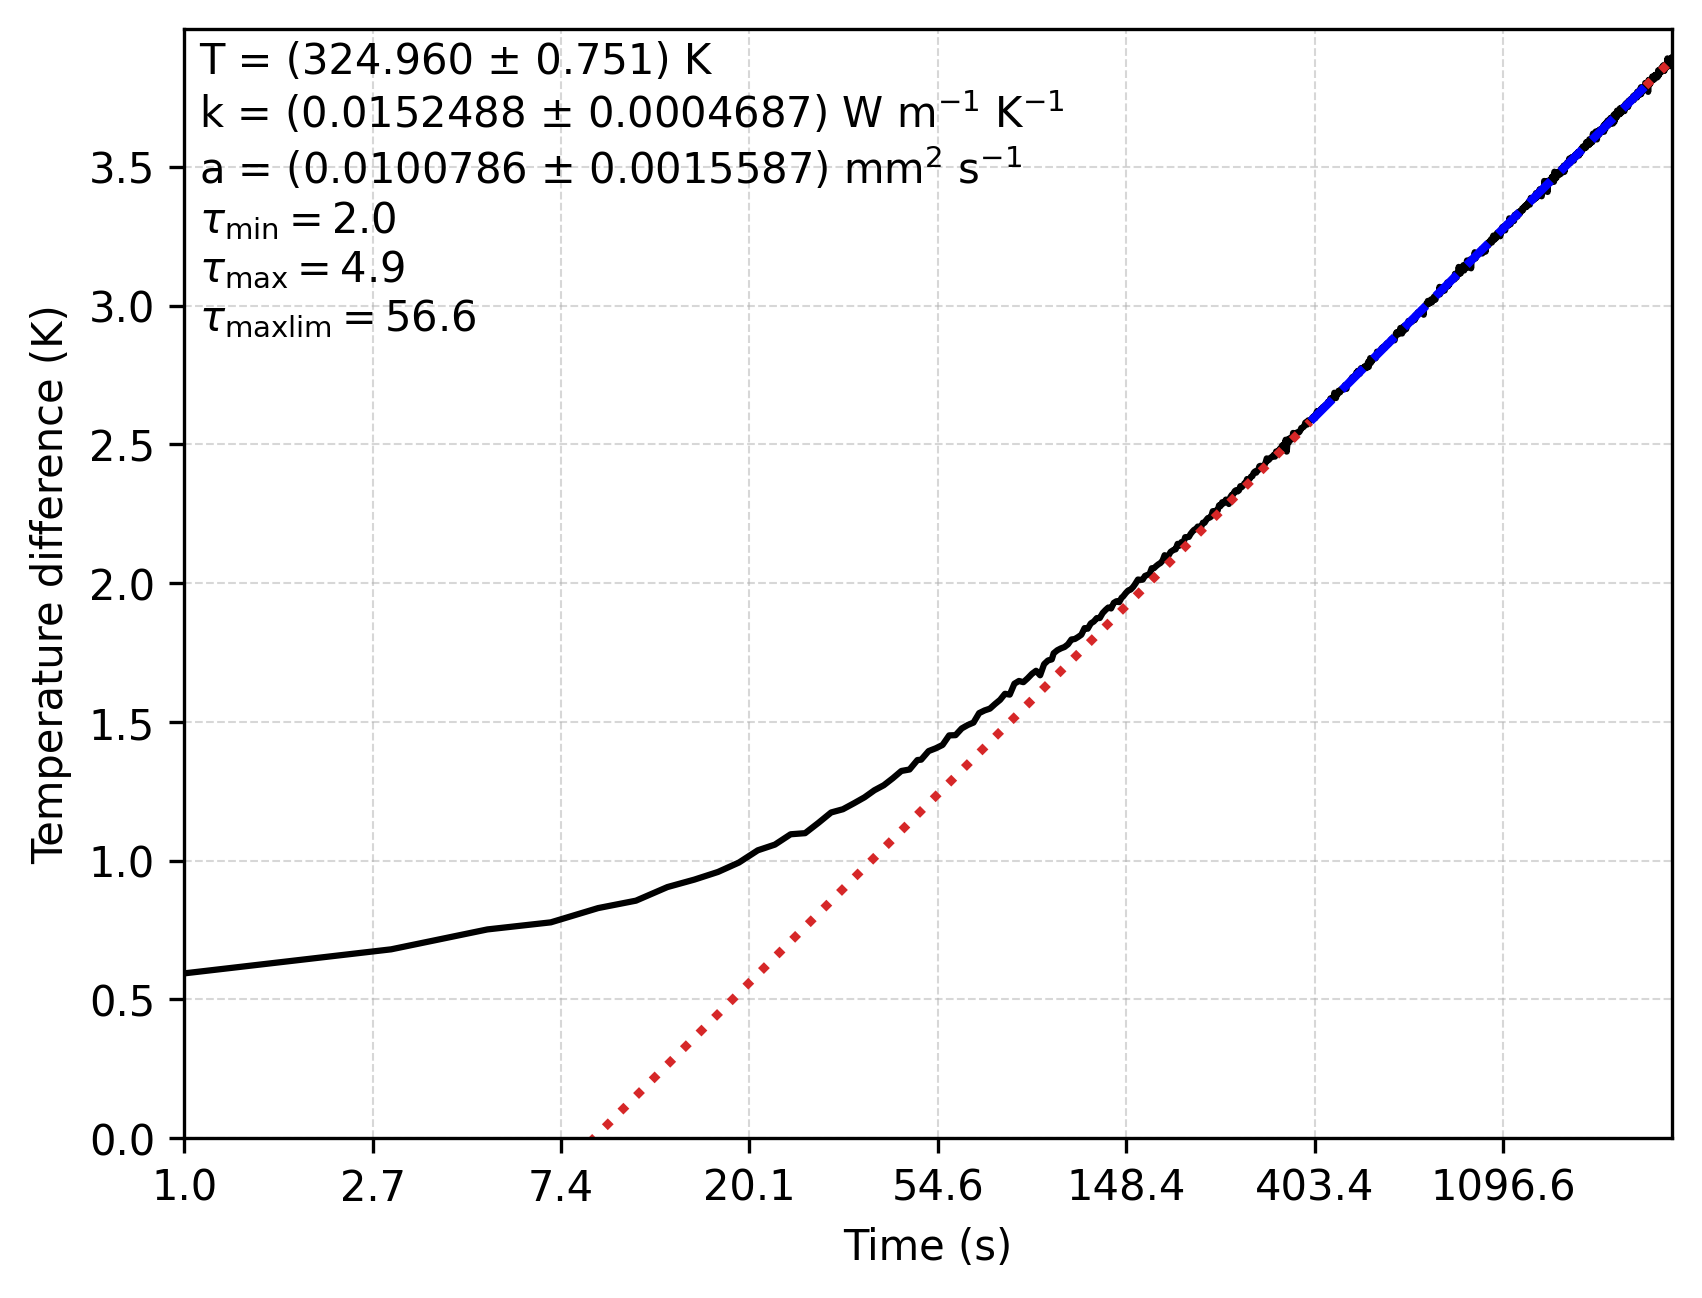 T = (324.960 ± 0.751) K
k = (0.0152488 ± 0.0004687) W m⁻¹ K⁻¹
a = (0.0100786 ± 0.0015587) mm² s⁻¹
τmin = 2.0
τmax = 4.9
τmaxlim = 56.6
Temperature difference (K)
3.5
3.0
2.5
2.0
1.5
1.0
0.5
0.0
1.0 2.7 7.4 20.1 54.6 148.4 403.4 1096.6
Time (s)